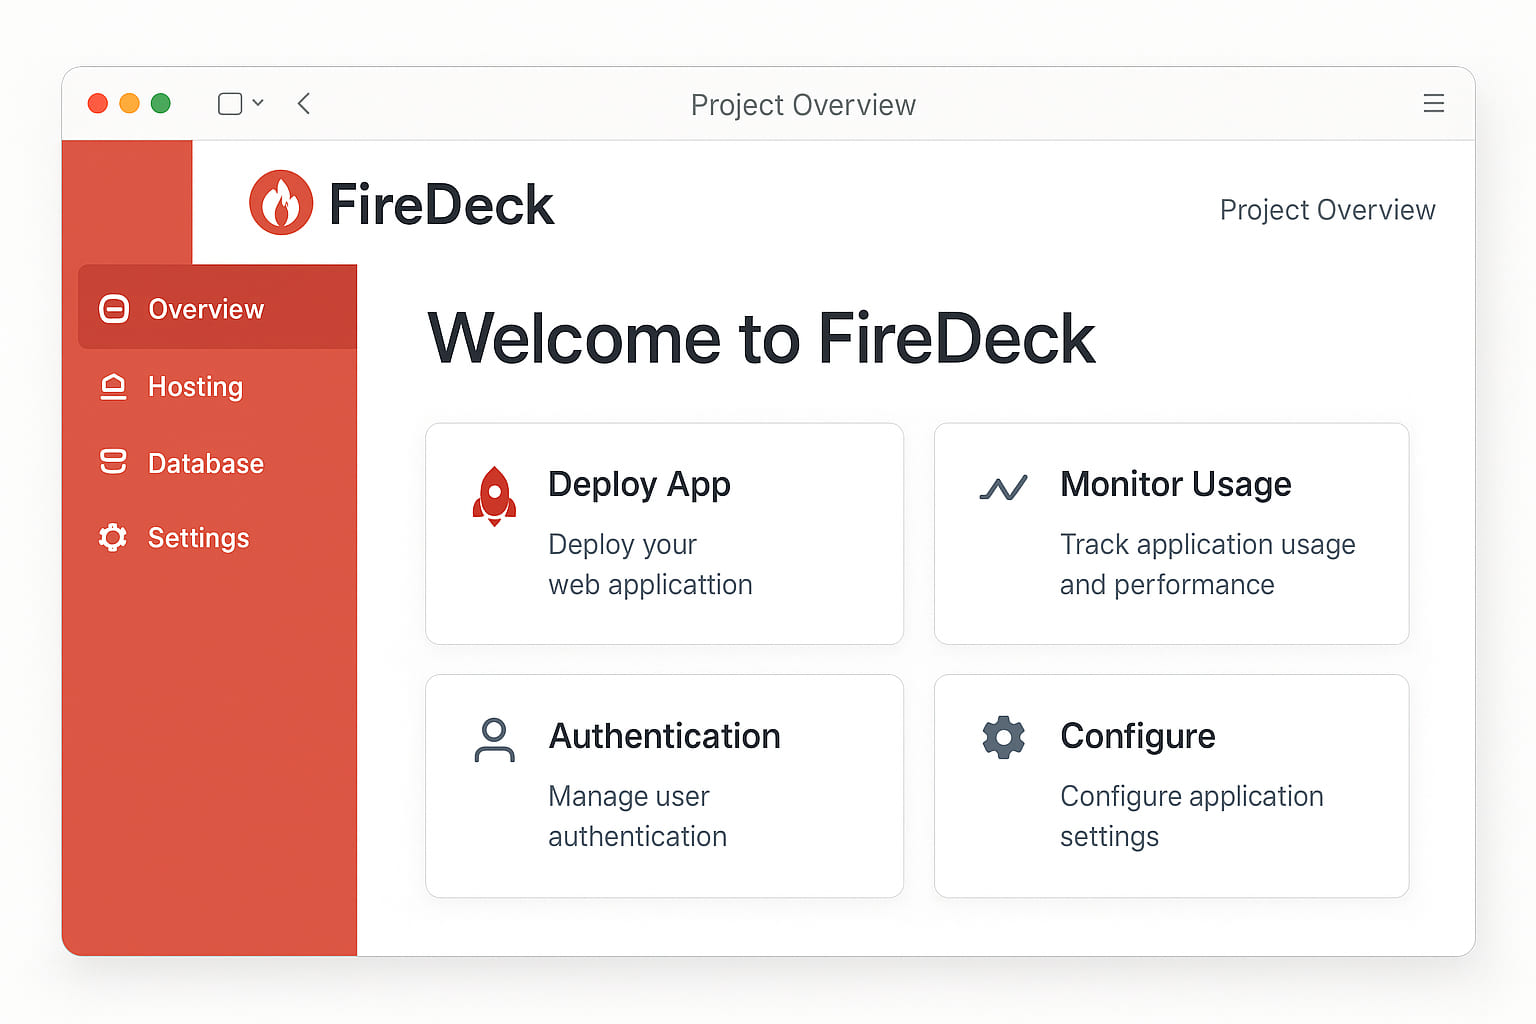 Project Overview
FireDeck
Project Overview
Overview
Hosting
Database
Settings
Welcome to FireDeck
Deploy App
Deploy your
web applicattion
Monitor Usage
Track application usage
and performance
Authentication
Manage user
authentication
Configure
Configure application
settings